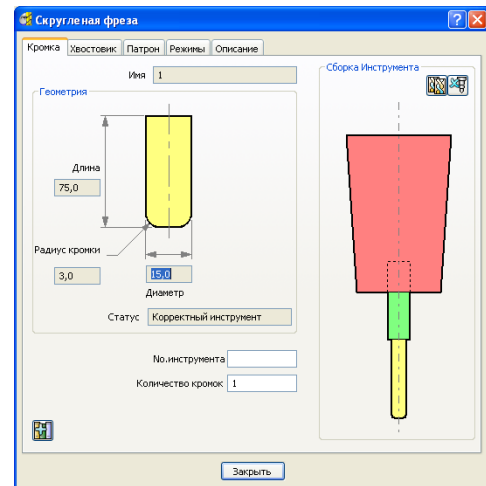 Скругленая фреза
Кромка Хвостовик Патрон Режимы Описание
Имя 1
Геометрия
Длина
75,0
Радиус кромки
3,0
15,0
Диаметр
Статус Корректный инструмент
No.инструмента
Количество кромок 1
Сборка Инструмента
Закрыть